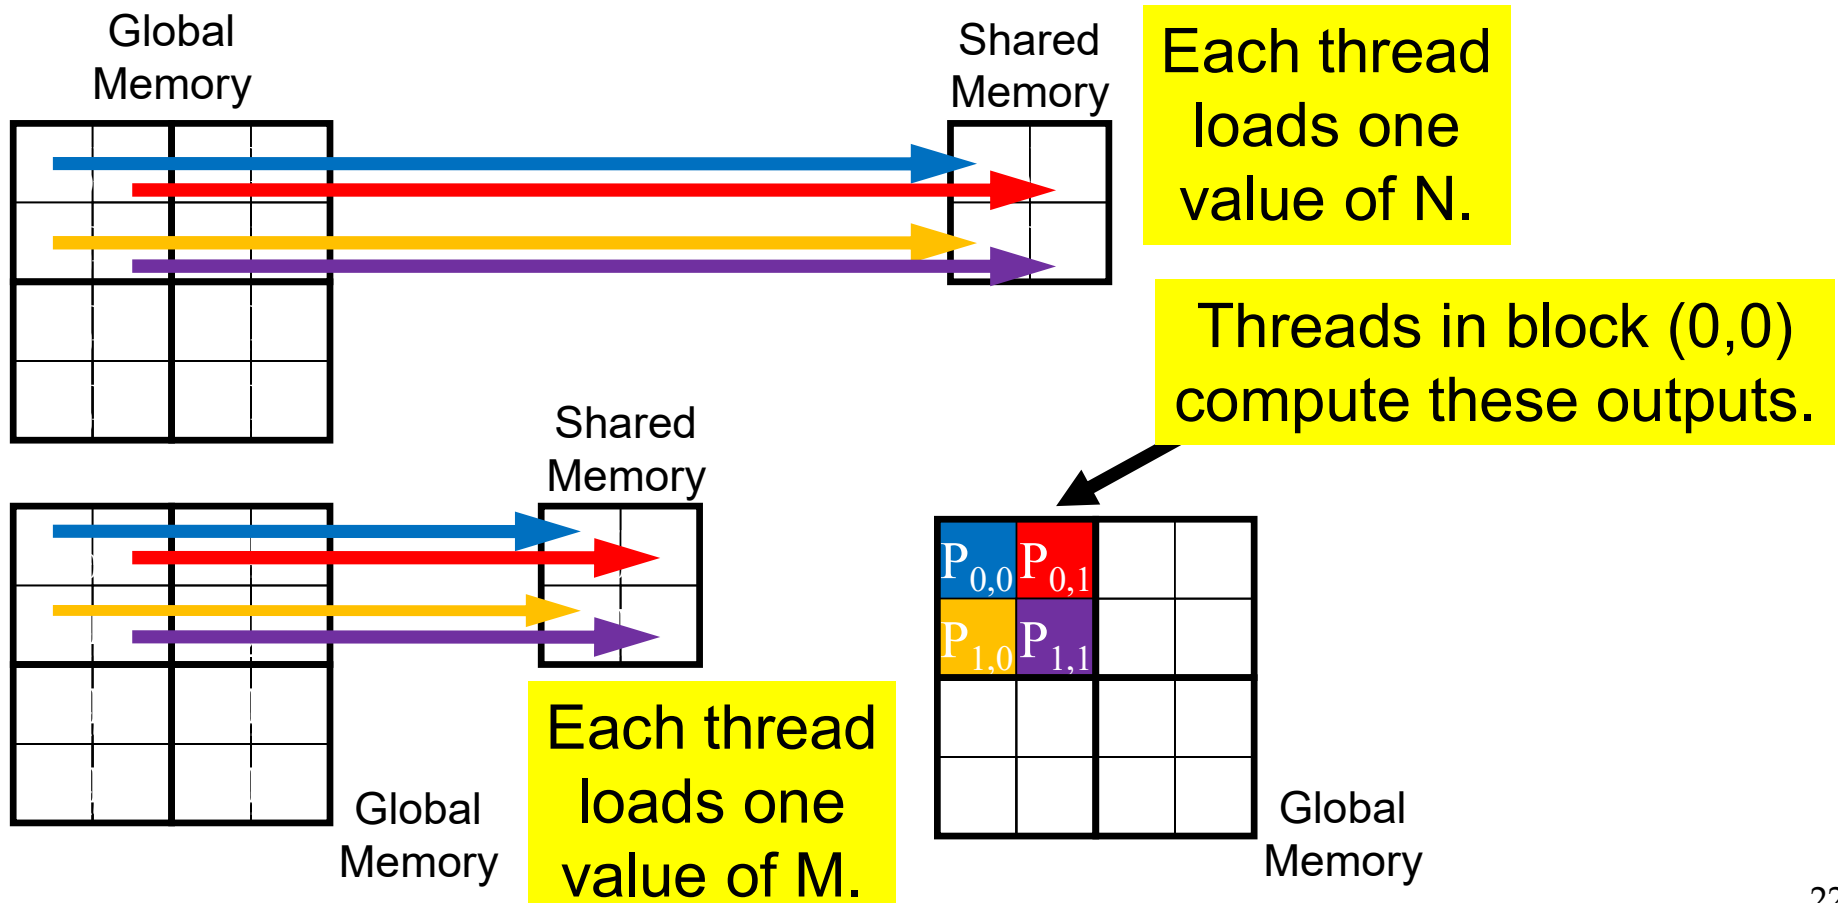 Global
Memory
Shared
Memory
Each thread
loads one
value of N.
Threads in block (0,0)
compute these outputs.
Shared
Memory
P0,0 P0,1
P1,0 P1,1
Each thread
loads one
value of M.
Global
Memory
Global
Memory
22